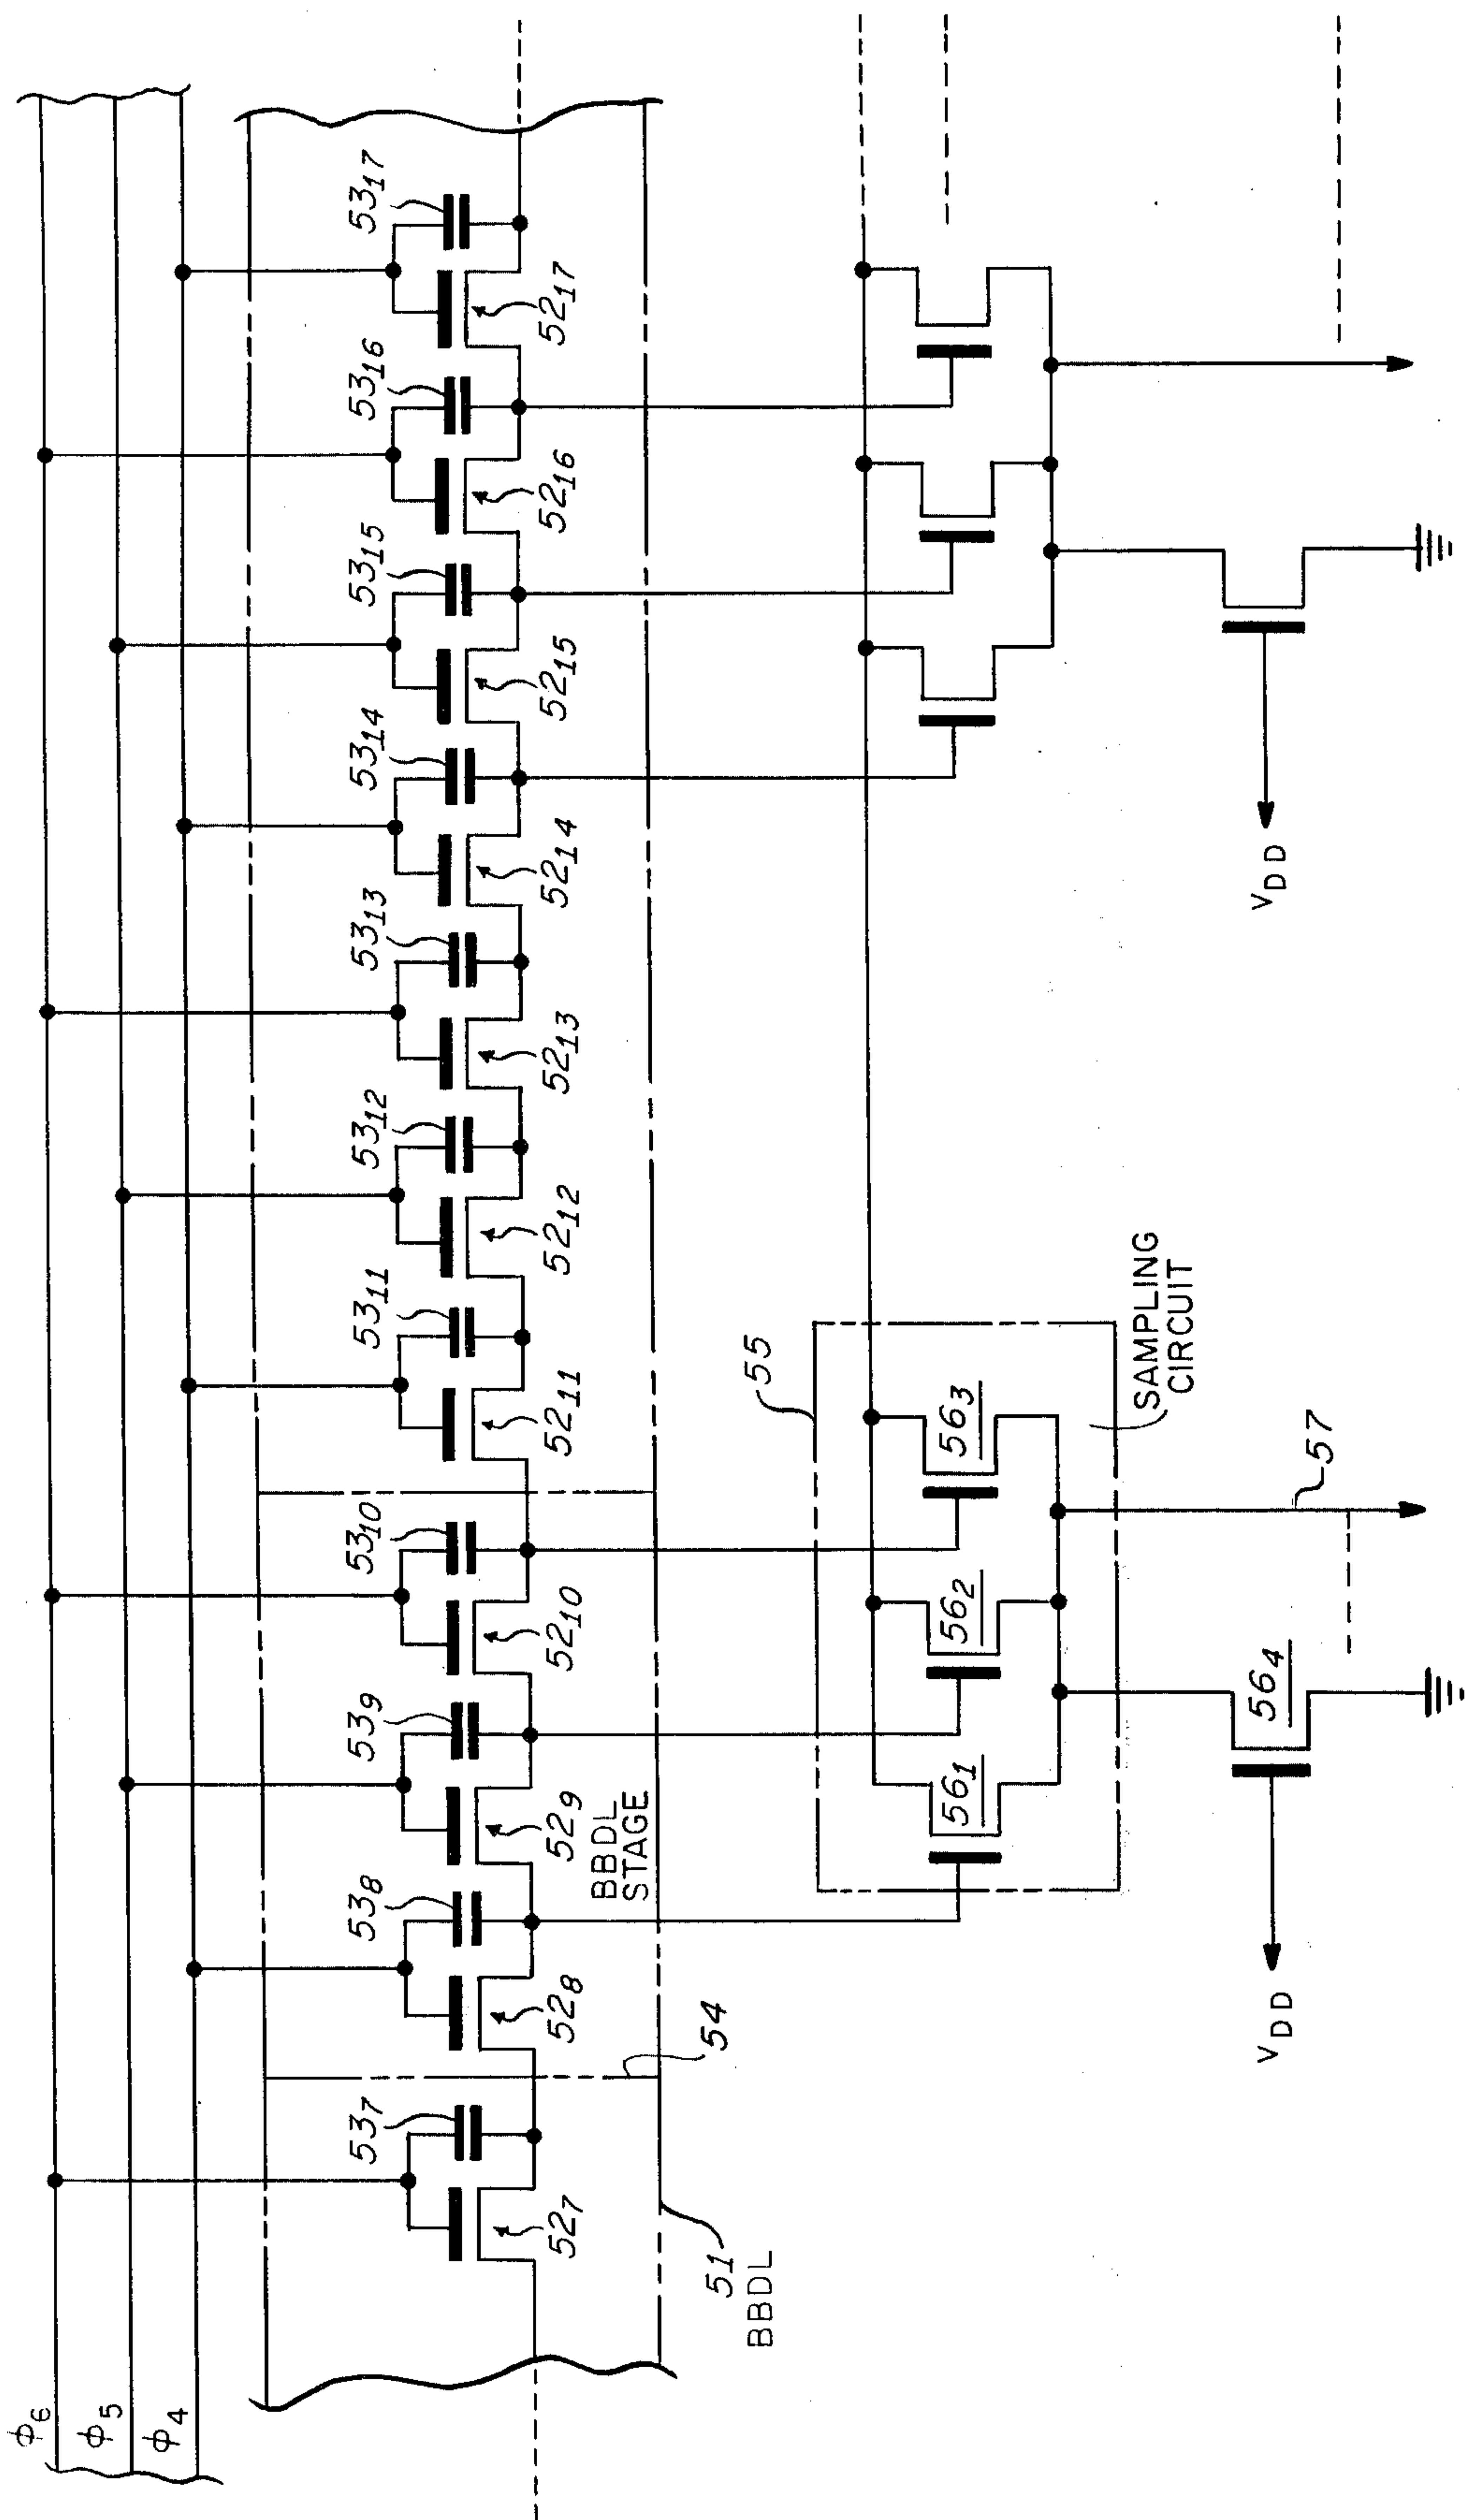 ϕ6
ϕ5
ϕ4
537 538 539 5310 5311 5312 5313 5314 5315 5316 5317
527 528 529 5210 5211 5212 5213 5214 5215 5216 5217
BBDL
STAGE
54
51
BBDL
55
561 562 563
SAMPLING
CIRCUIT
564
57
VDD
VDD